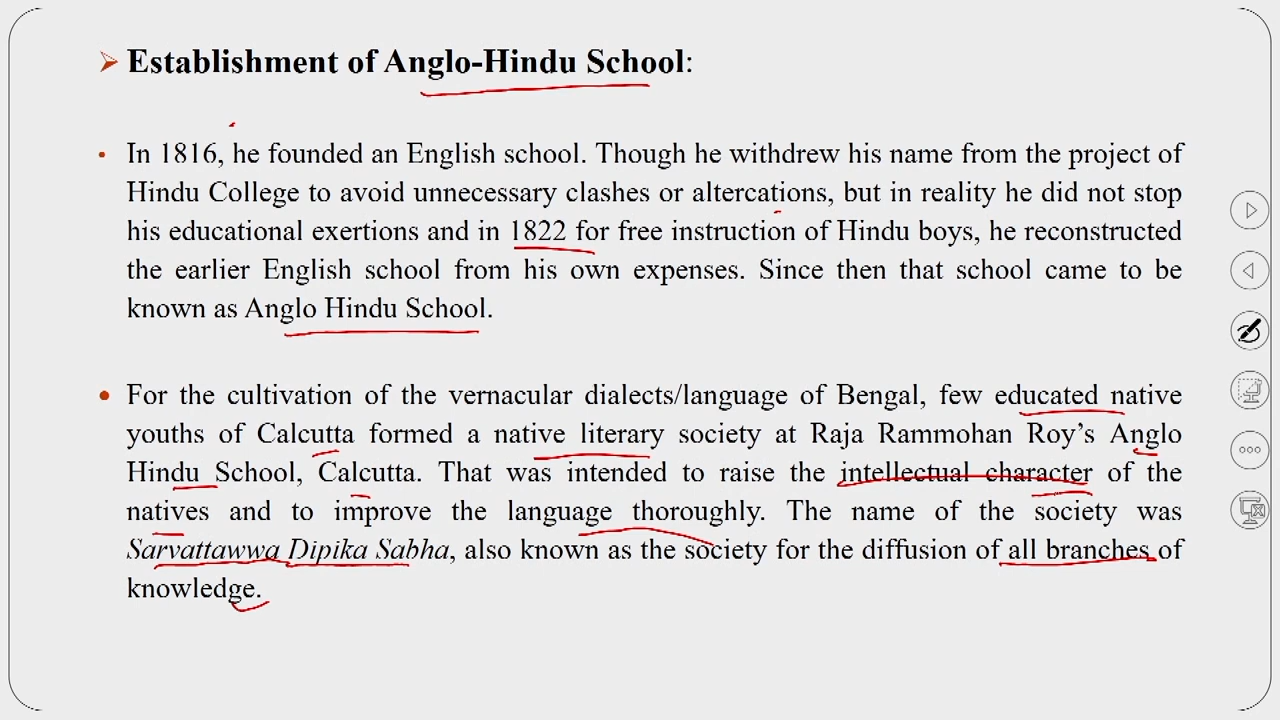 Establishment of Anglo-Hindu School:
In 1816, he founded an English school. Though he withdrew his name from the project of
Hindu College to avoid unnecessary clashes or altercations, but in reality he did not stop
his educational exertions and in 1822 for free instruction of Hindu boys, he reconstructed
the earlier English school from his own expenses. Since then that school came to be
known as Anglo Hindu School.
For the cultivation of the vernacular dialects/language of Bengal, few educated native
youths of Calcutta formed a native literary society at Raja Rammohan Roy’s Anglo
Hindu School, Calcutta. That was intended to raise the intellectual character of the
natives and to improve the language thoroughly. The name of the society was
Sarvattawwa Dipika Sabha, also known as the society for the diffusion of all branches of
knowledge.